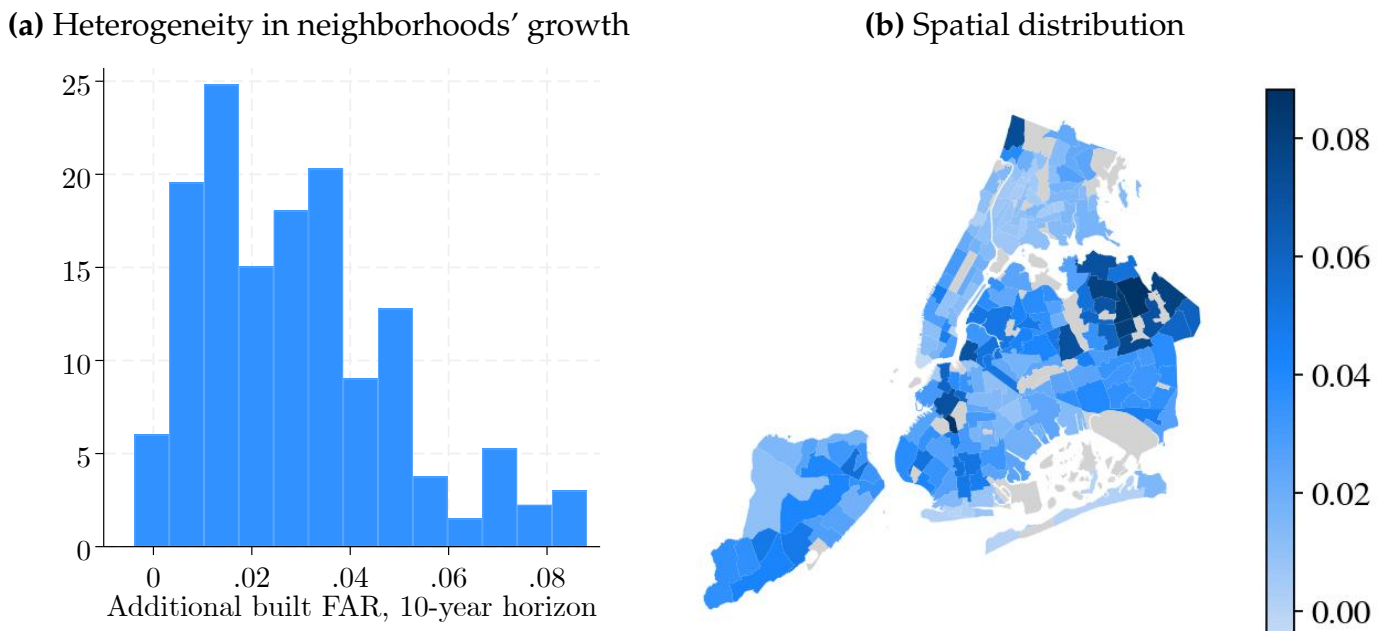 (a) Heterogeneity in neighborhoods’ growth
25
20
15
10
5
0
0 .02 .04 .06 .08
Additional built FAR, 10-year horizon
(b) Spatial distribution
0.08
0.06
0.04
0.02
0.00